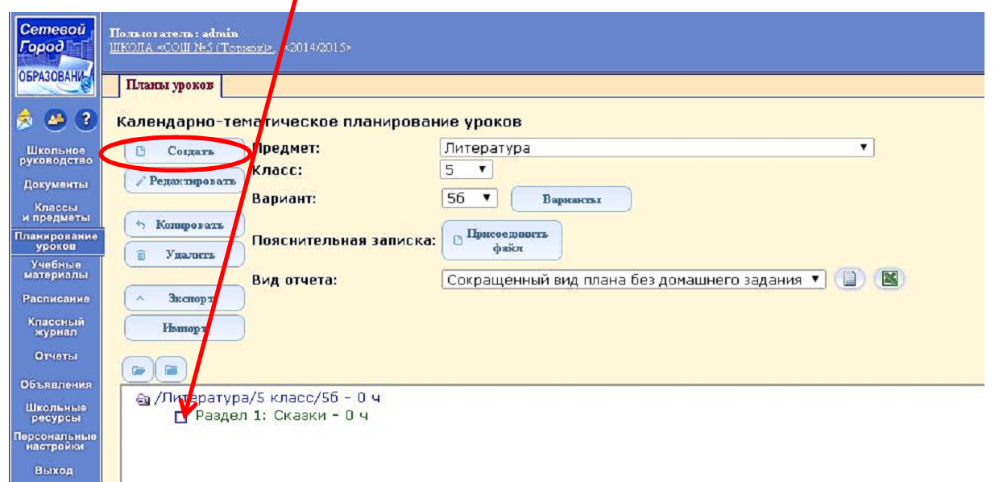 Сетевой
Город
ОБРАЗОВАНИ
Пользователь: admin
ШКОЛА «СОШ №5 (Торжок)», <2014/2015>
Планы уроков
?
Календарно-тематическое планирование уроков
Школьное
руководство
Документы
Классы
и предметы
Планирование
уроков
Учебные
материалы
Расписание
Классный
журнал
Отчеты
Объявления
Школьные
ресурсы
Персональные
настройки
Выход
Создать
Редактировать
Копировать
Удалить
Экспорт
Импорт
Предмет: Литература
Класс: 5
Вариант: 5б Варианты
Пояснительная записка: Присоединить
файл
Вид отчета: Сокращенный вид плана без домашнего задания
/Литература/5 класс/5б - 0 ч
Раздел 1: Сказки - 0 ч